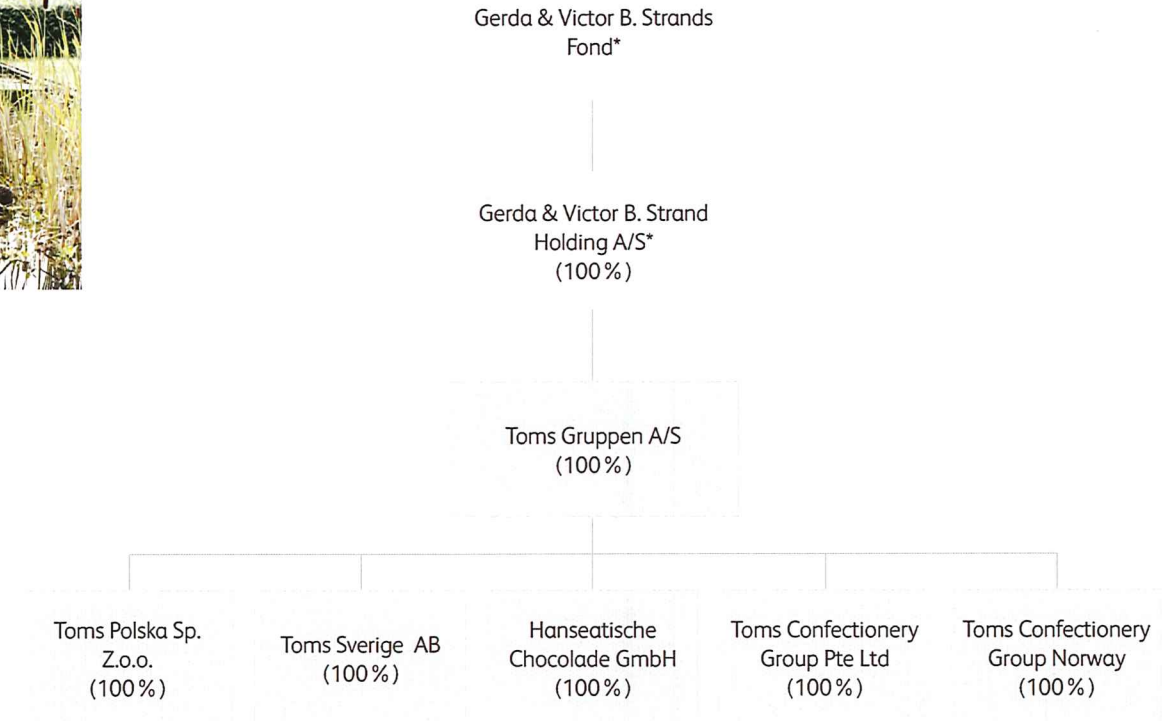 Gerda & Victor B. Strands
Fond*
Gerda & Victor B. Strand
Holding A/S*
(100 %)
Toms Gruppen A/S
(100 %)
Toms Polska Sp.
Z.o.o.
(100 %)
Toms Sverige AB
(100 %)
Hanseatische
Chocolade GmbH
(100 %)
Toms Confectionery
Group Pte Ltd
(100 %)
Toms Confectionery
Group Norway
(100 %)